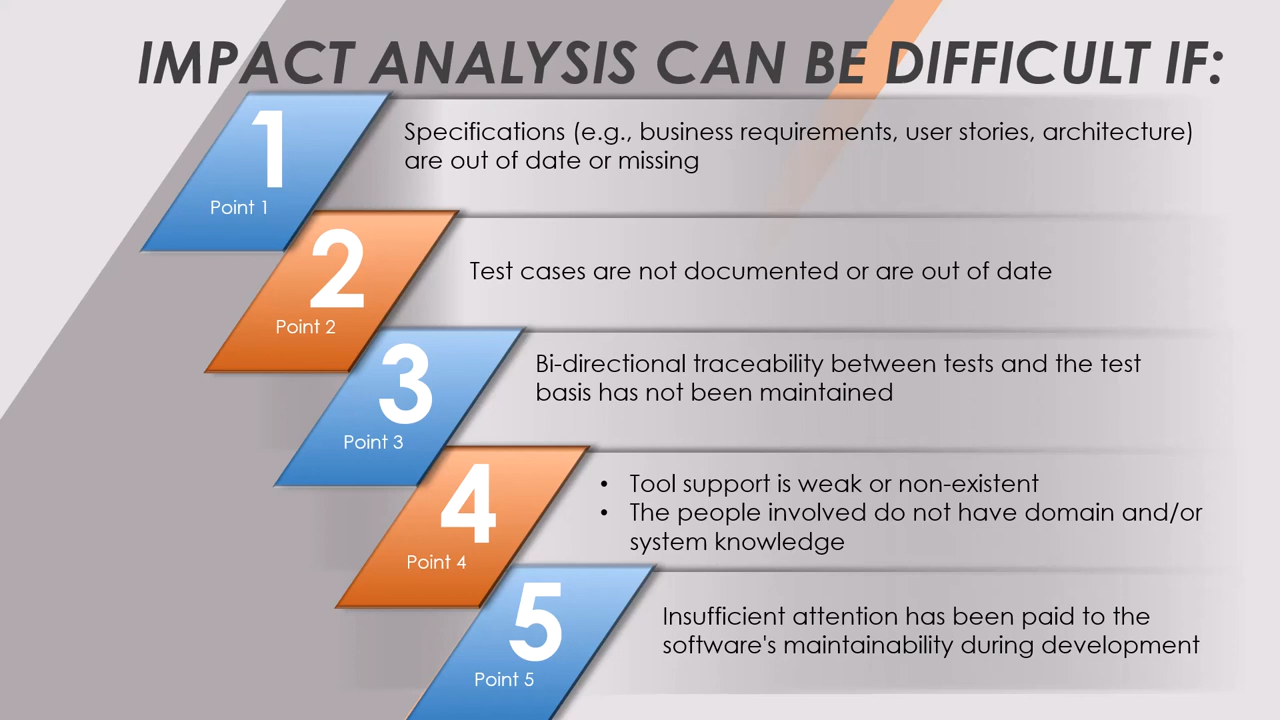 IMPACT ANALYSIS CAN BE DIFFICULT IF:
1
Point 1
Specifications (e.g., business requirements, user stories, architecture)
are out of date or missing
2
Point 2
Test cases are not documented or are out of date
3
Point 3
Bi-directional traceability between tests and the test
basis has not been maintained
4
Point 4
• Tool support is weak or non-existent
• The people involved do not have domain and/or
system knowledge
5
Point 5
Insufficient attention has been paid to the
software's maintainability during development